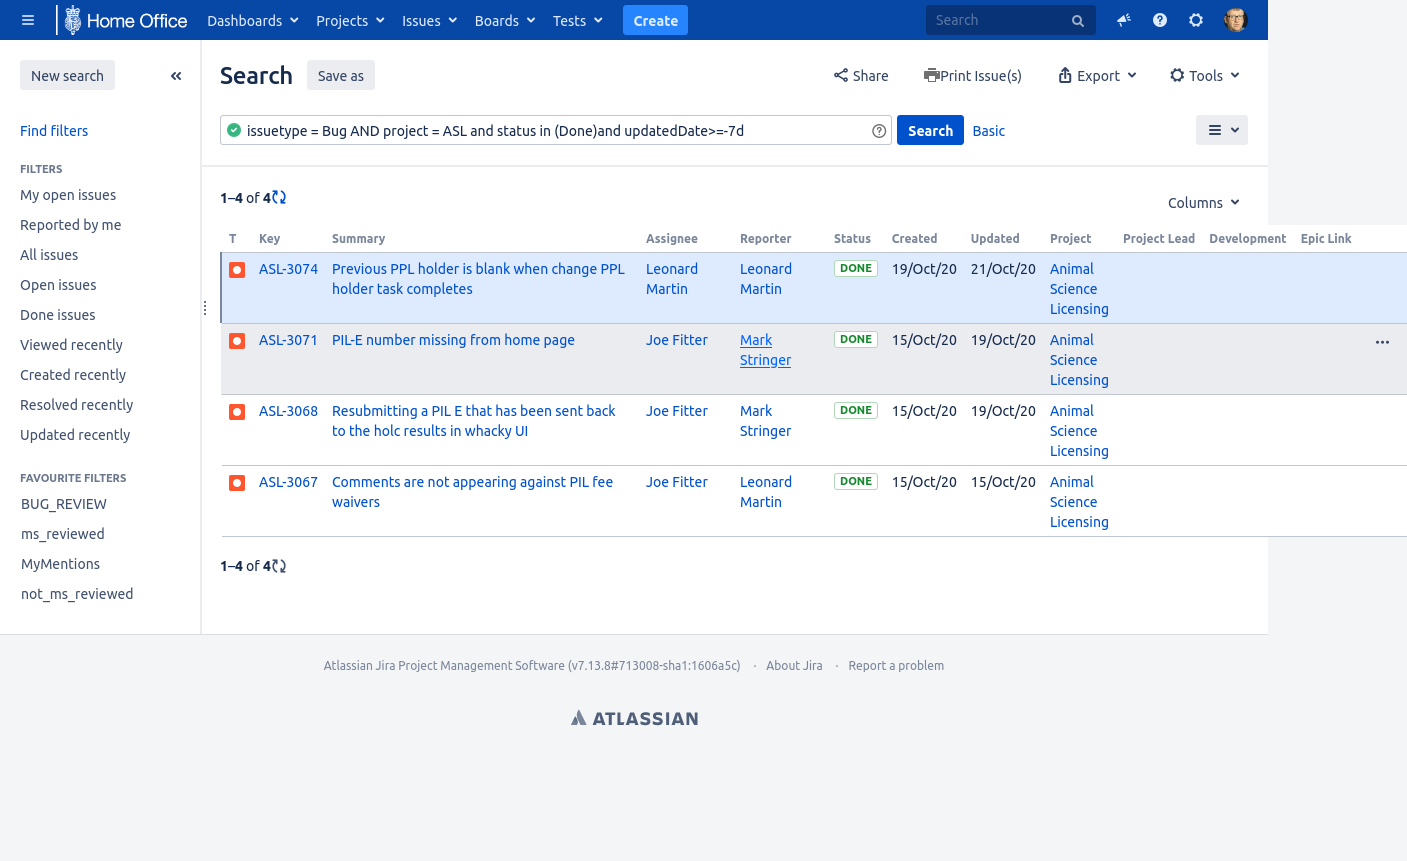 Home Office Dashboards Projects Issues Boards Tests Create Search
New search
Find filters
FILTERS
My open issues
Reported by me
All issues
Open issues
Done issues
Viewed recently
Created recently
Resolved recently
Updated recently
FAVOURITE FILTERS
BUG_REVIEW
ms_reviewed
MyMentions
not_ms_reviewed
Search Save as Share Print Issue(s) Export Tools
issuetype = Bug AND project = ASL and status in (Done)and updatedDate>=-7d Search Basic
1–4 of 4
Columns
T Key Summary Assignee Reporter Status Created Updated Project Project Lead Development Epic Link
ASL-3074 Previous PPL holder is blank when change PPL Leonard Leonard DONE 19/Oct/20 21/Oct/20 Animal
holder task completes Martin Martin Science
Licensing
ASL-3071 PIL-E number missing from home page Joe Fitter Mark DONE 15/Oct/20 19/Oct/20 Animal
Stringer Science
Licensing
ASL-3068 Resubmitting a PIL E that has been sent back Joe Fitter Mark DONE 15/Oct/20 19/Oct/20 Animal
to the holc results in whacky UI Stringer Science
Licensing
ASL-3067 Comments are not appearing against PIL fee Joe Fitter Leonard DONE 15/Oct/20 15/Oct/20 Animal
waivers Martin Science
Licensing
1–4 of 4
Atlassian Jira Project Management Software (v7.13.8#713008-sha1:1606a5c) · About Jira · Report a problem
ATLASSIAN